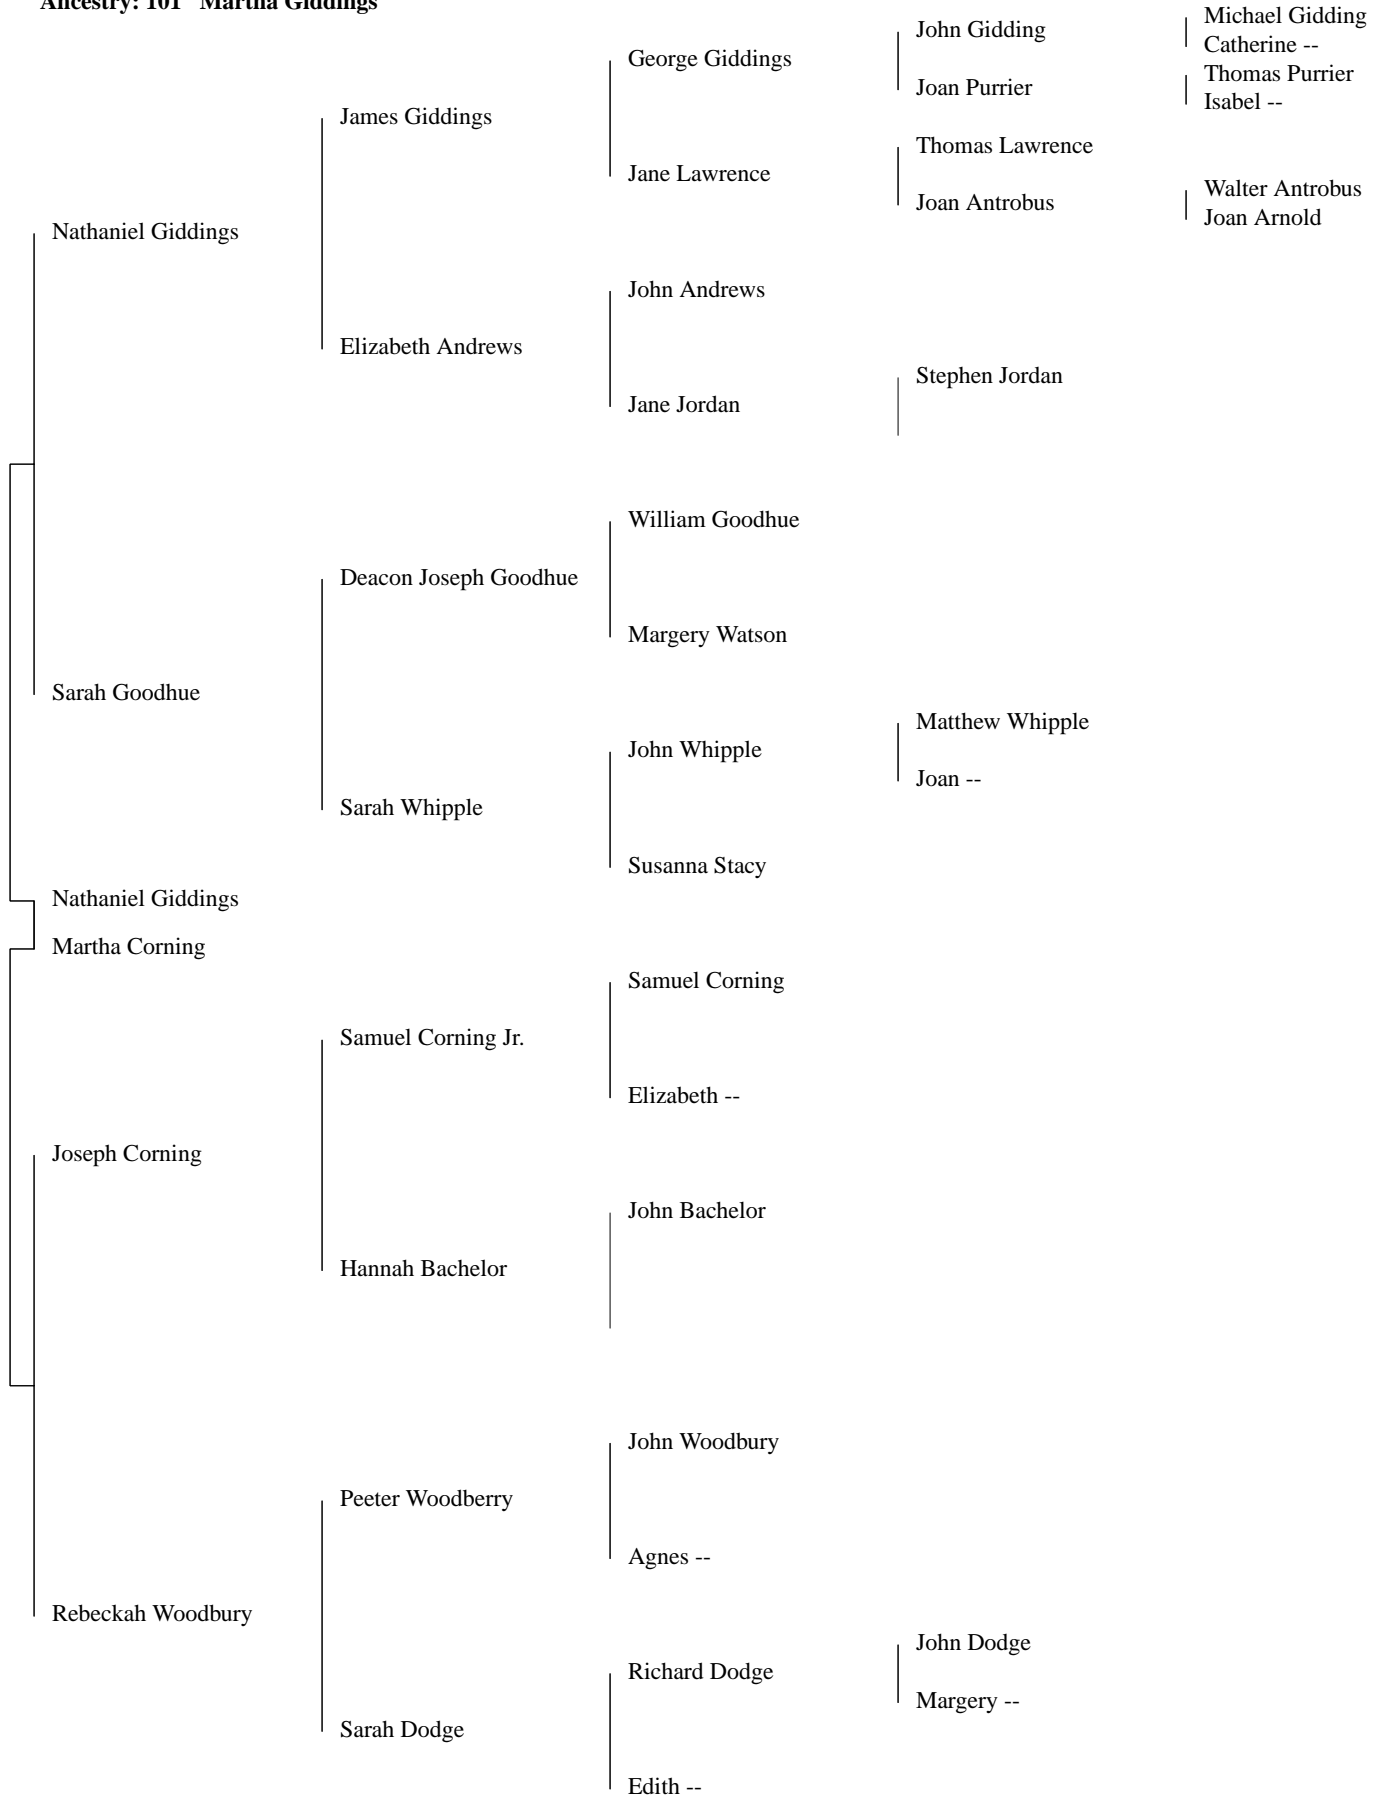 Ancestry: 101 Martha Giddings
Michael Gidding
John Gidding
Catherine --
George Giddings
Thomas Purrier
Joan Purrier
Isabel --
James Giddings
Thomas Lawrence
Jane Lawrence
Walter Antrobus
Joan Antrobus
Joan Arnold
Nathaniel Giddings
John Andrews
Elizabeth Andrews
Stephen Jordan
Jane Jordan
William Goodhue
Deacon Joseph Goodhue
Margery Watson
Sarah Goodhue
Matthew Whipple
John Whipple
Joan --
Sarah Whipple
Susanna Stacy
Nathaniel Giddings
Martha Corning
Samuel Corning
Samuel Corning Jr.
Elizabeth --
Joseph Corning
John Bachelor
Hannah Bachelor
John Woodbury
Peeter Woodberry
Agnes --
Rebeckah Woodbury
John Dodge
Richard Dodge
Margery --
Sarah Dodge
Edith --